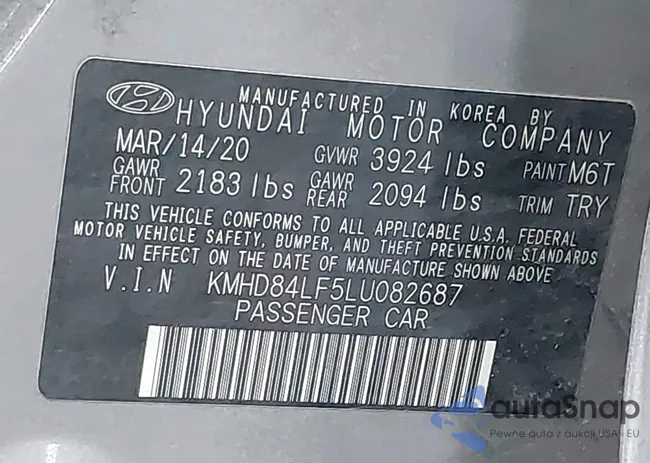 MANUFACTURED IN KOREA BY
HYUNDAI MOTOR COMPANY
MAR/14/20 GVWR 3924 lbs PAINT M6T
GAWR FRONT 2183 lbs GAWR REAR 2094 lbs TRIM TRY
THIS VEHICLE CONFORMS TO ALL APPLICABLE U.S.A. FEDERAL
MOTOR VEHICLE SAFETY, BUMPER, AND THEFT PREVENTION STANDARDS
IN EFFECT ON THE DATE OF MANUFACTURE SHOWN ABOVE
V.I.N KMHD84LF5LU082687
PASSENGER CAR
autaSnap
Pewne auta z aukcji USA i EU